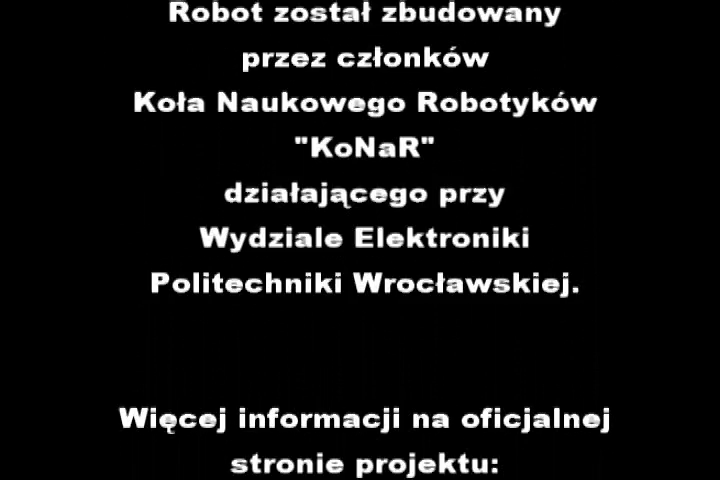 Robot został zbudowany
przez członków
Koła Naukowego Robotyków
"KoNaR"
działającego przy
Wydziale Elektroniki
Politechniki Wrocławskiej.
Więcej informacji na oficjalnej
stronie projektu: